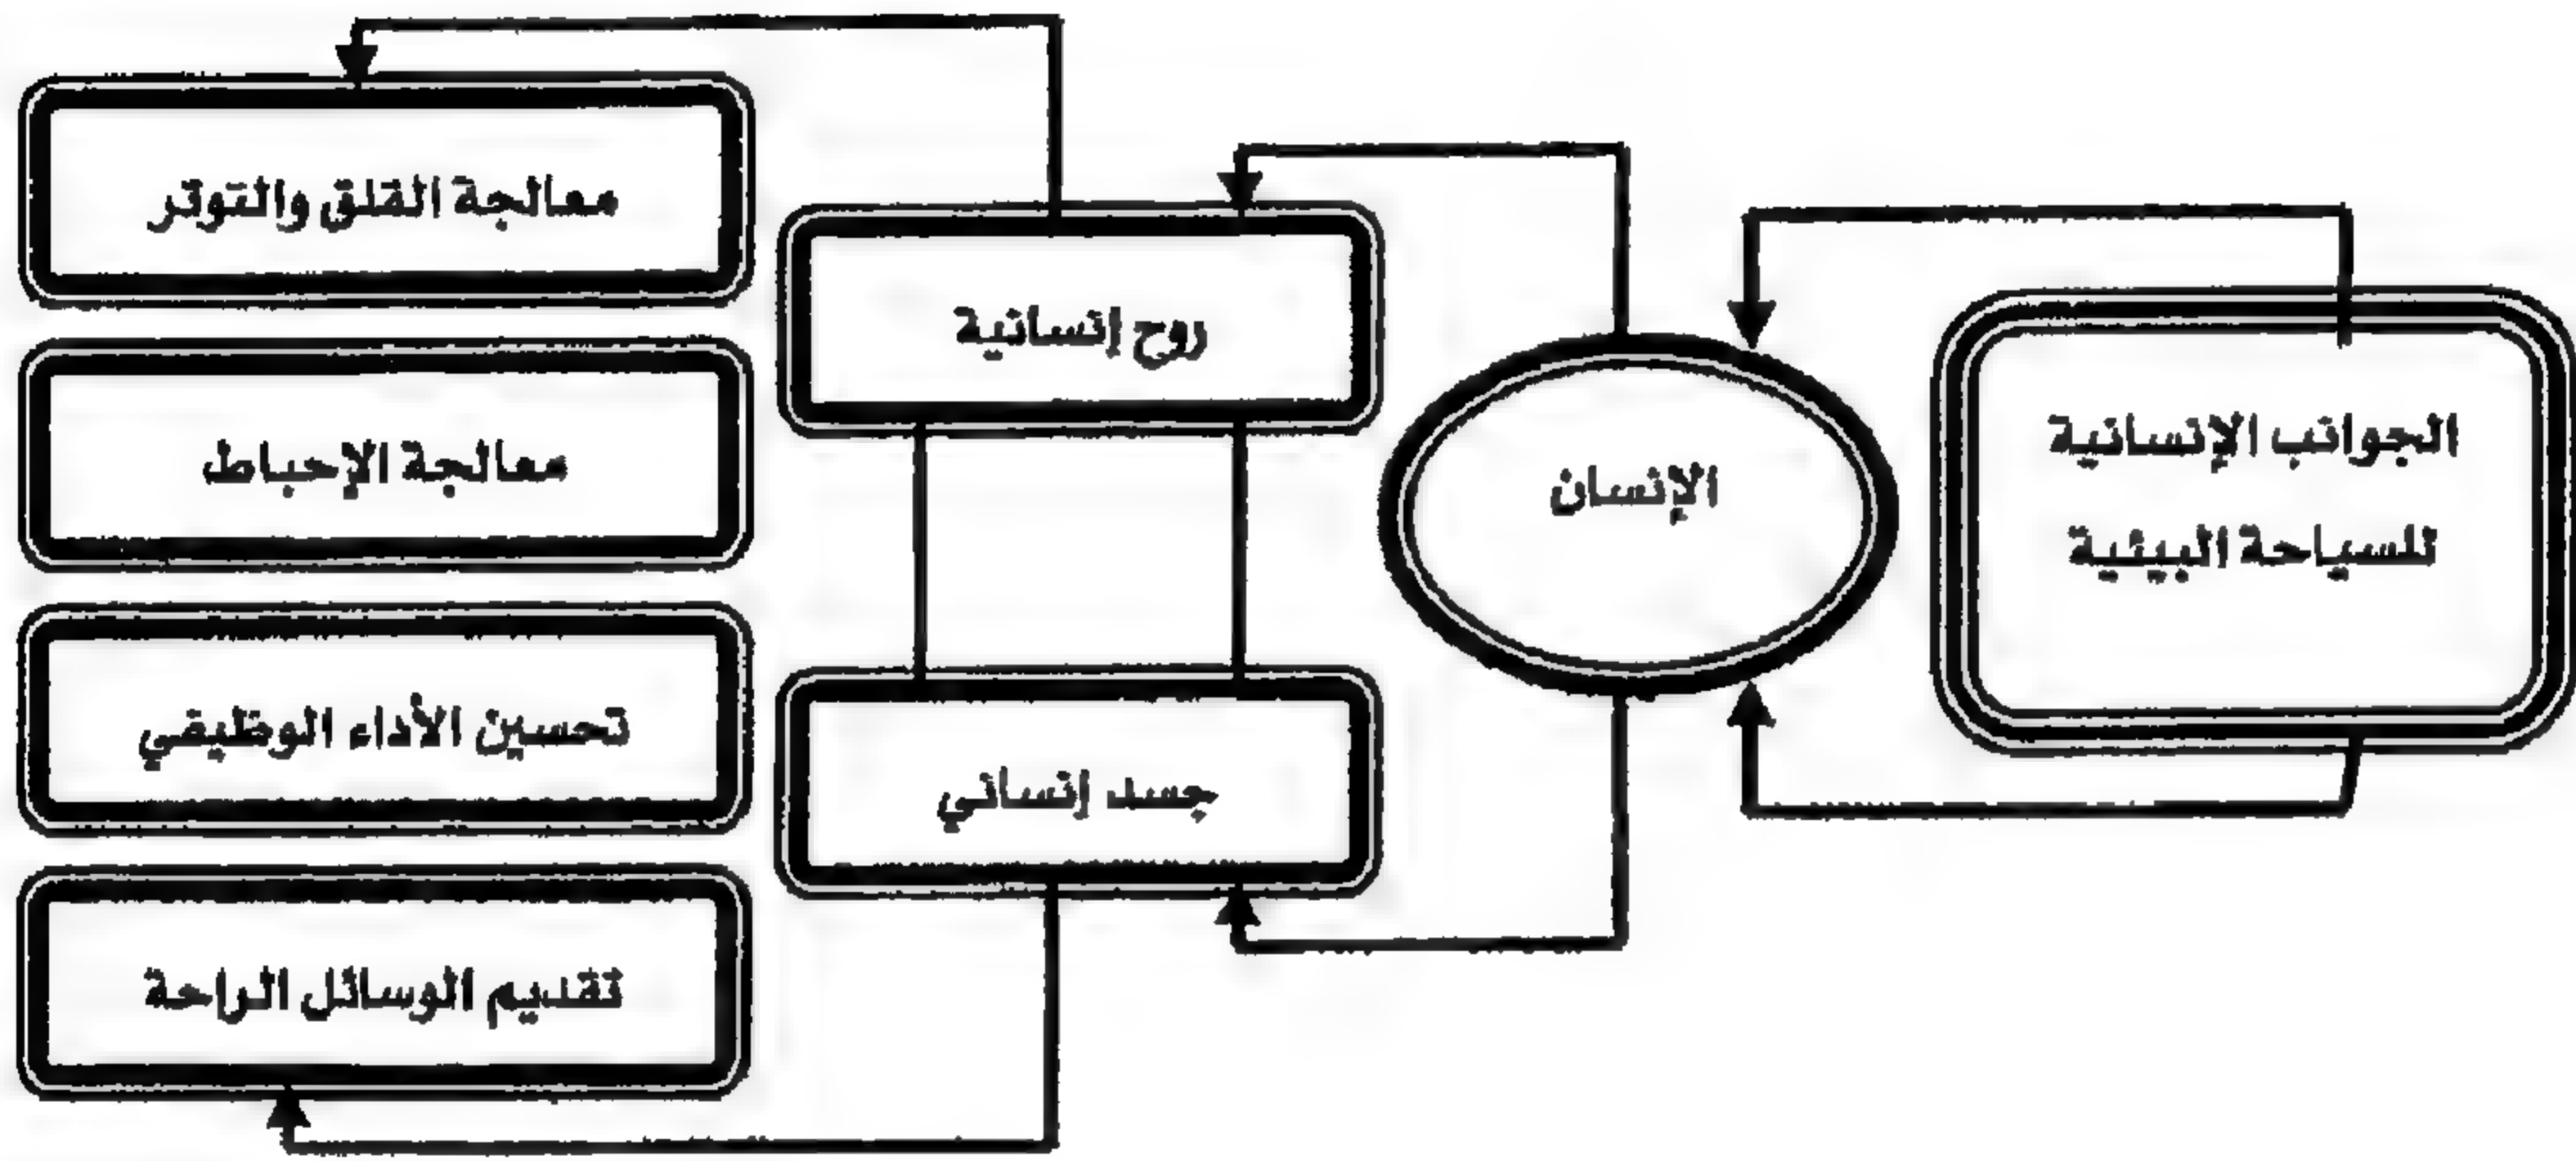 الجوانب الإنسانية
للسياحة البيئية
الإنسان
روح إنسانية
جسد إنساني
معالجة القلق والتوتر
معالجة الإحباط
تحسين الأداء الوظيفي
تقديم الوسائل الراحة